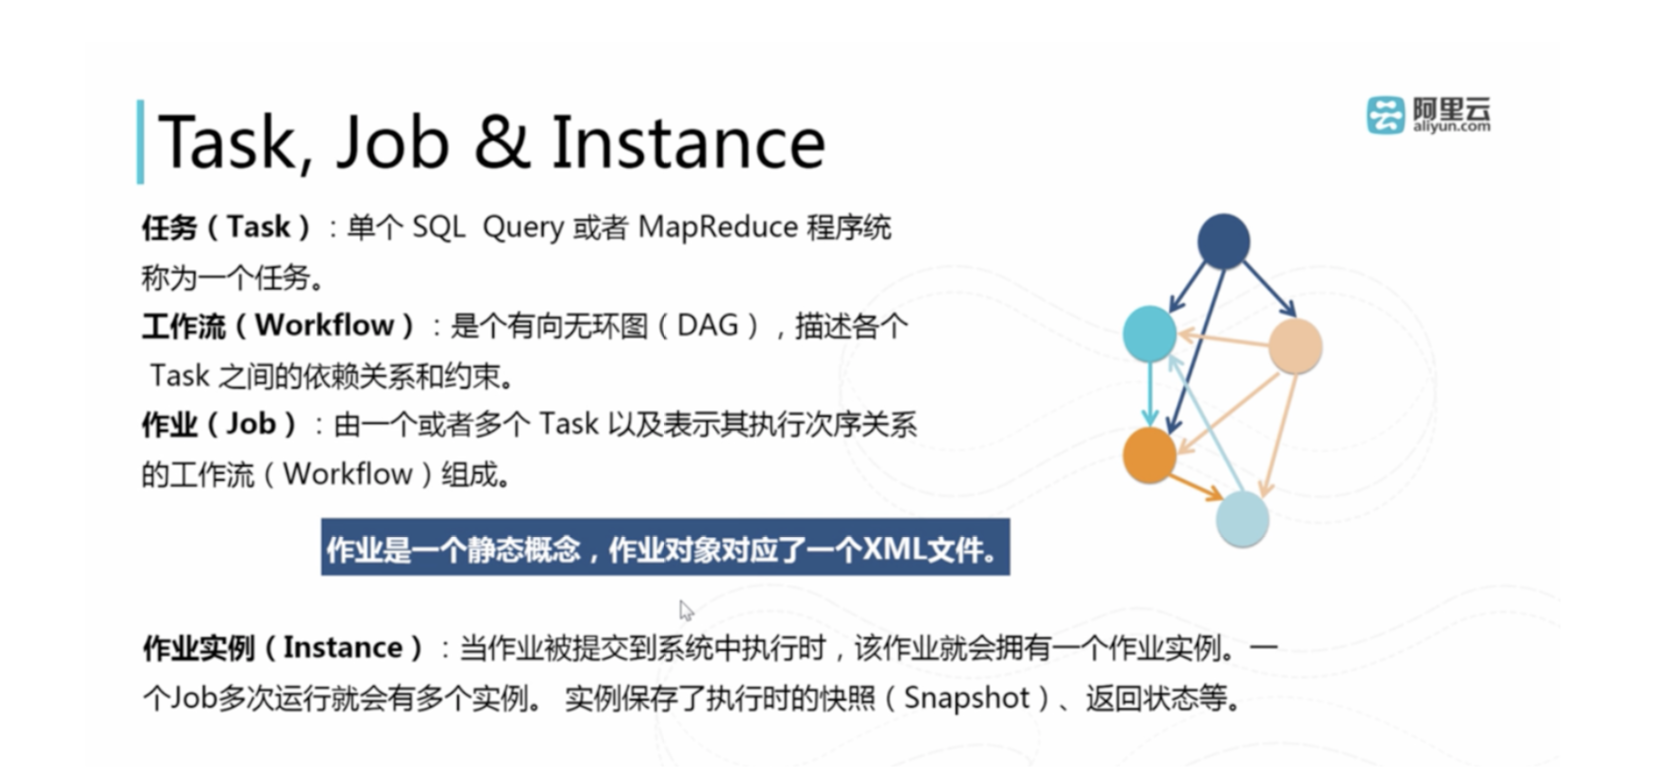 Task, Job & Instance
阿里云
aliyun.com
任务（Task）：单个 SQL Query 或者 MapReduce 程序统
称为一个任务。
工作流（Workflow）：是个有向无环图（DAG），描述各个
Task 之间的依赖关系和约束。
作业（Job）：由一个或者多个 Task 以及表示其执行次序关系
的工作流（Workflow）组成。
作业是一个静态概念，作业对象对应了一个XML文件。
作业实例（Instance）：当作业被提交到系统中执行时，该作业就会拥有一个作业实例。一
个Job多次运行就会有多个实例。 实例保存了执行时的快照（Snapshot）、返回状态等。